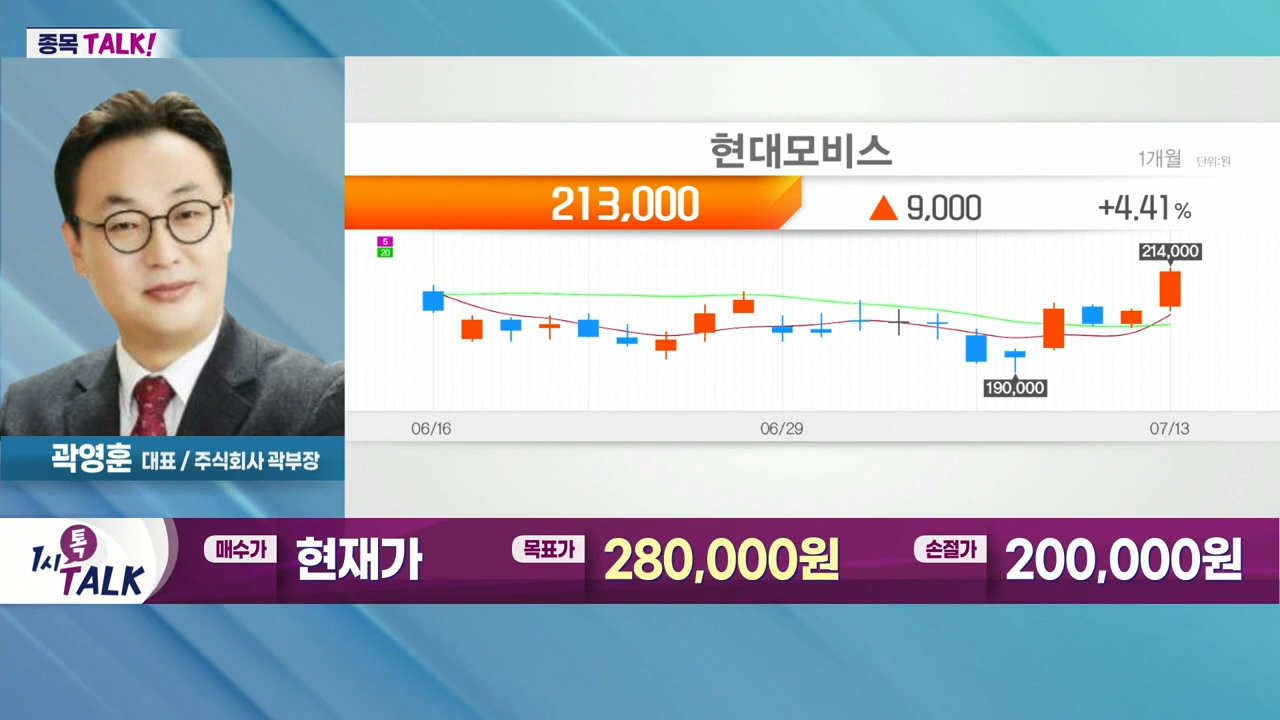 종목 TALK!
현대모비스
1개월 단위:원
213,000 ▲ 9,000 +4.41%
5
20
214,000
190,000
06/16 06/29 07/13
곽영훈 대표 / 주식회사 곽부장
1시 톡 TALK
매수가 현재가 목표가 280,000원 손절가 200,000원